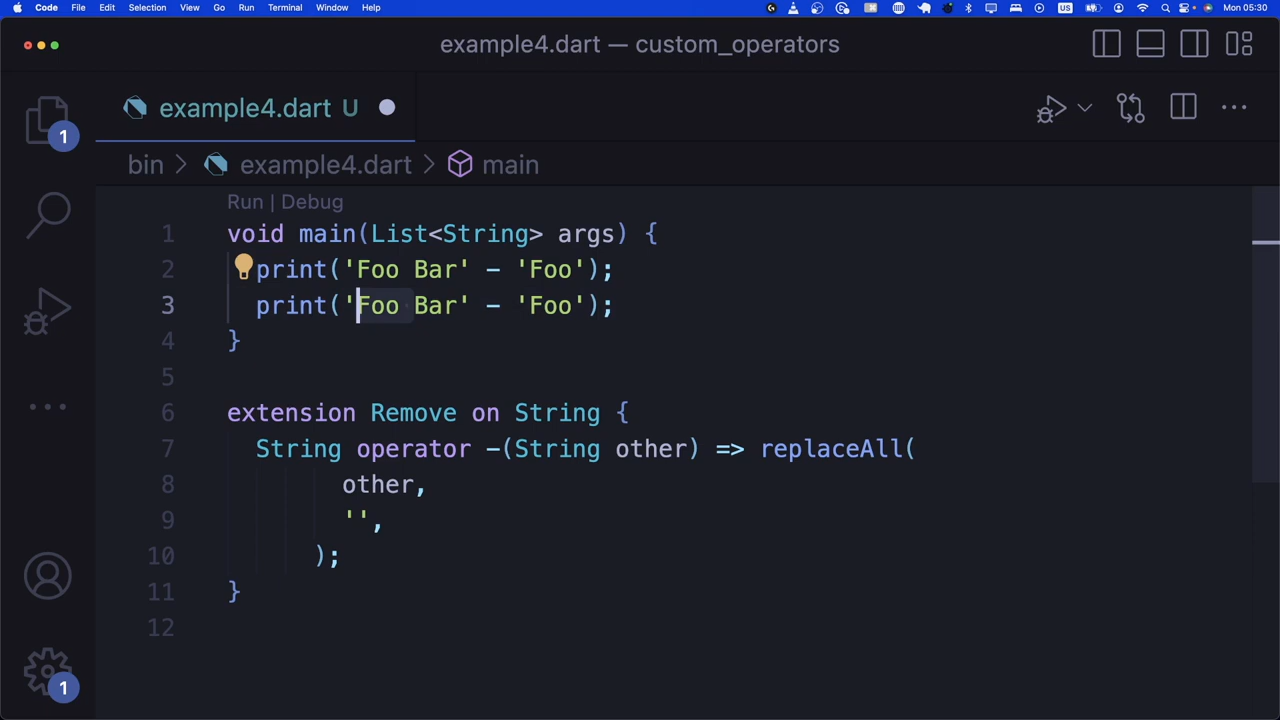 Code File Edit Selection View Go Run Terminal Window Help US Mon 05:30
example4.dart — custom_operators
example4.dart U
1
bin > example4.dart > main
Run | Debug
1 void main(List<String> args) {
2 print('Foo Bar' - 'Foo');
3 print('Foo Bar' - 'Foo');
4 }
5
6 extension Remove on String {
7 String operator -(String other) => replaceAll(
8 other,
9 '',
10 );
11 }
12
1